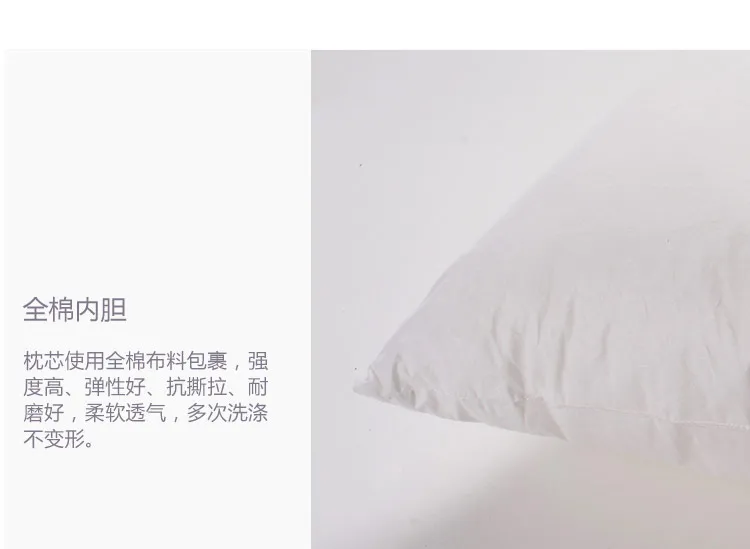 全棉内胆
枕芯使用全棉布料包裹，强
度高、弹性好、抗撕拉、耐
磨好，柔软透气，多次洗涤
不变形。